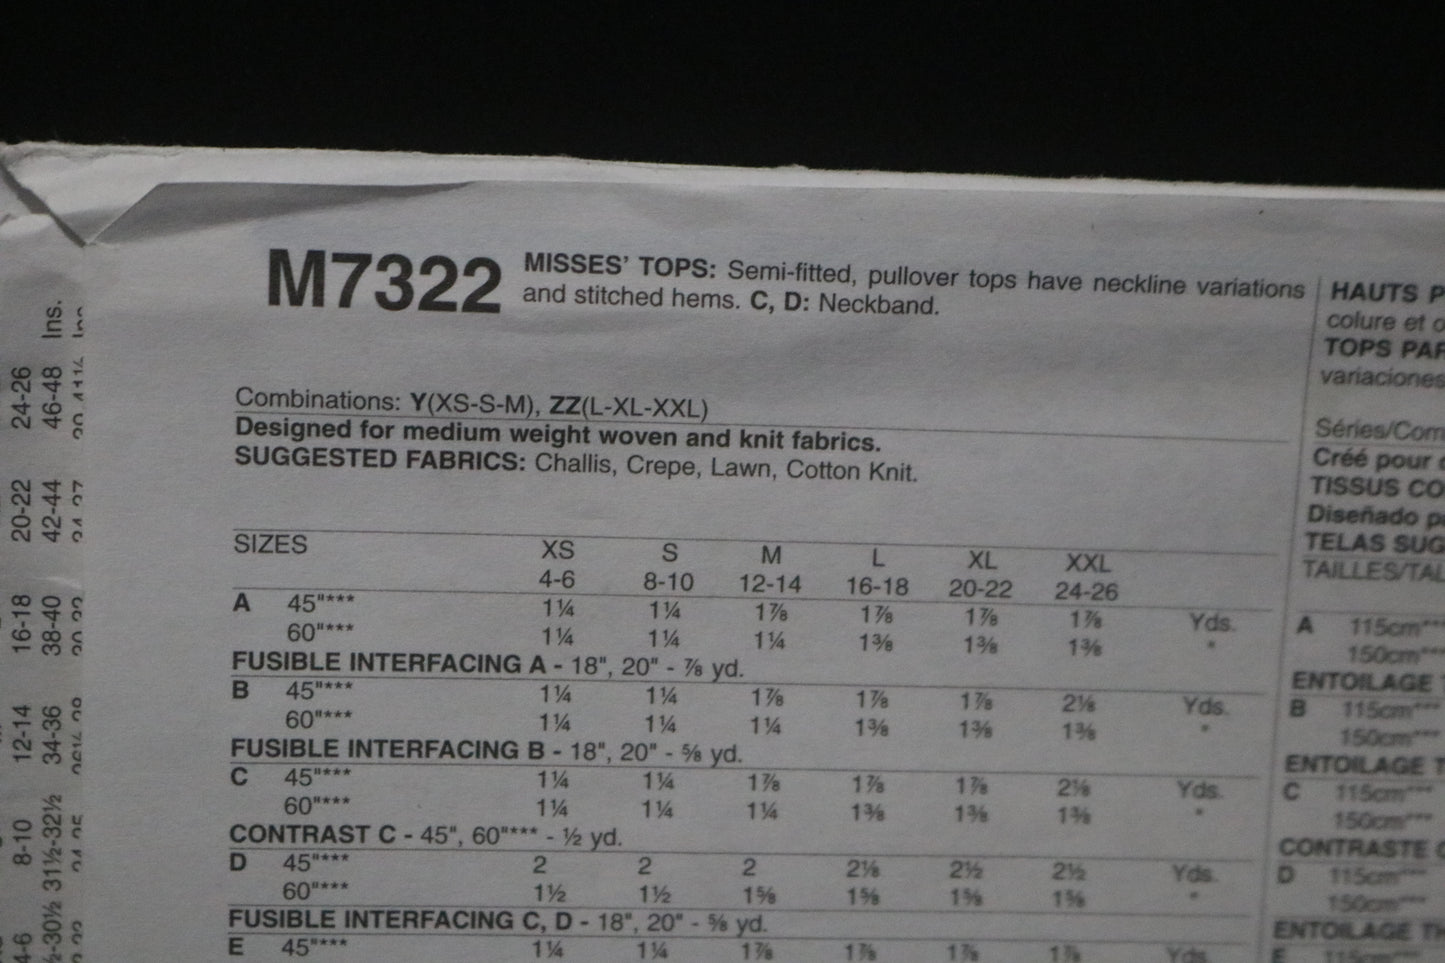 M7322 MISSES' TOPS: Semi-fitted, pullover tops have neckline variations
and stitched hems. C, D: Neckband.
Combinations: Y(XS-S-M), ZZ(L-XL-XXL)
Designed for medium weight woven and knit fabrics.
SUGGESTED FABRICS: Challis, Crepe, Lawn, Cotton Knit.
SIZES XS S M L XL XXL
4-6 8-10 12-14 16-18 20-22 24-26
A 45"*** 1¼ 1¼ 1⅞ 1⅞ 1⅞ 1⅞ Yds.
60"*** 1¼ 1¼ 1¼ 1⅜ 1⅜ 1⅜ "
FUSIBLE INTERFACING A - 18", 20" - ⅞ yd.
B 45"*** 1¼ 1¼ 1⅞ 1⅞ 1⅞ 2⅛ Yds.
60"*** 1¼ 1¼ 1¼ 1⅜ 1⅜ 1⅜ "
FUSIBLE INTERFACING B - 18", 20" - ⅝ yd.
C 45"*** 1¼ 1¼ 1⅞ 1⅞ 1⅞ 2⅛ Yds.
60"*** 1¼ 1¼ 1¼ 1⅜ 1⅜ 1⅜ "
CONTRAST C - 45", 60"*** - ½ yd.
D 45"*** 2 2 2 2⅛ 2½ 2½ Yds.
60"*** 1½ 1½ 1⅝ 1⅝ 1⅝ 1⅝ "
FUSIBLE INTERFACING C, D - 18", 20" - ⅝ yd.
E 45"*** 1¼ 1¼ 1⅞ 1⅞ 1⅞ 1⅞ Yds.
HAUTS
colure et
TOPS
variaciones
Séries/Com
Créé pour
TISSUS CO
Diseñado
TELAS SUG
TAILLES/TAL
A 115cm***
150cm***
ENTOILAGE
B 115cm***
150cm***
ENTOILAGE
C 115cm***
150cm***
CONTRASTE
D 115cm***
150cm***
ENTOILAGE
E 115cm***
4-6 8-10 12-14 16-18 20-22 24-26
-30½ 31½-32½ 34-36 38-40 42-44 46-48 Ins.